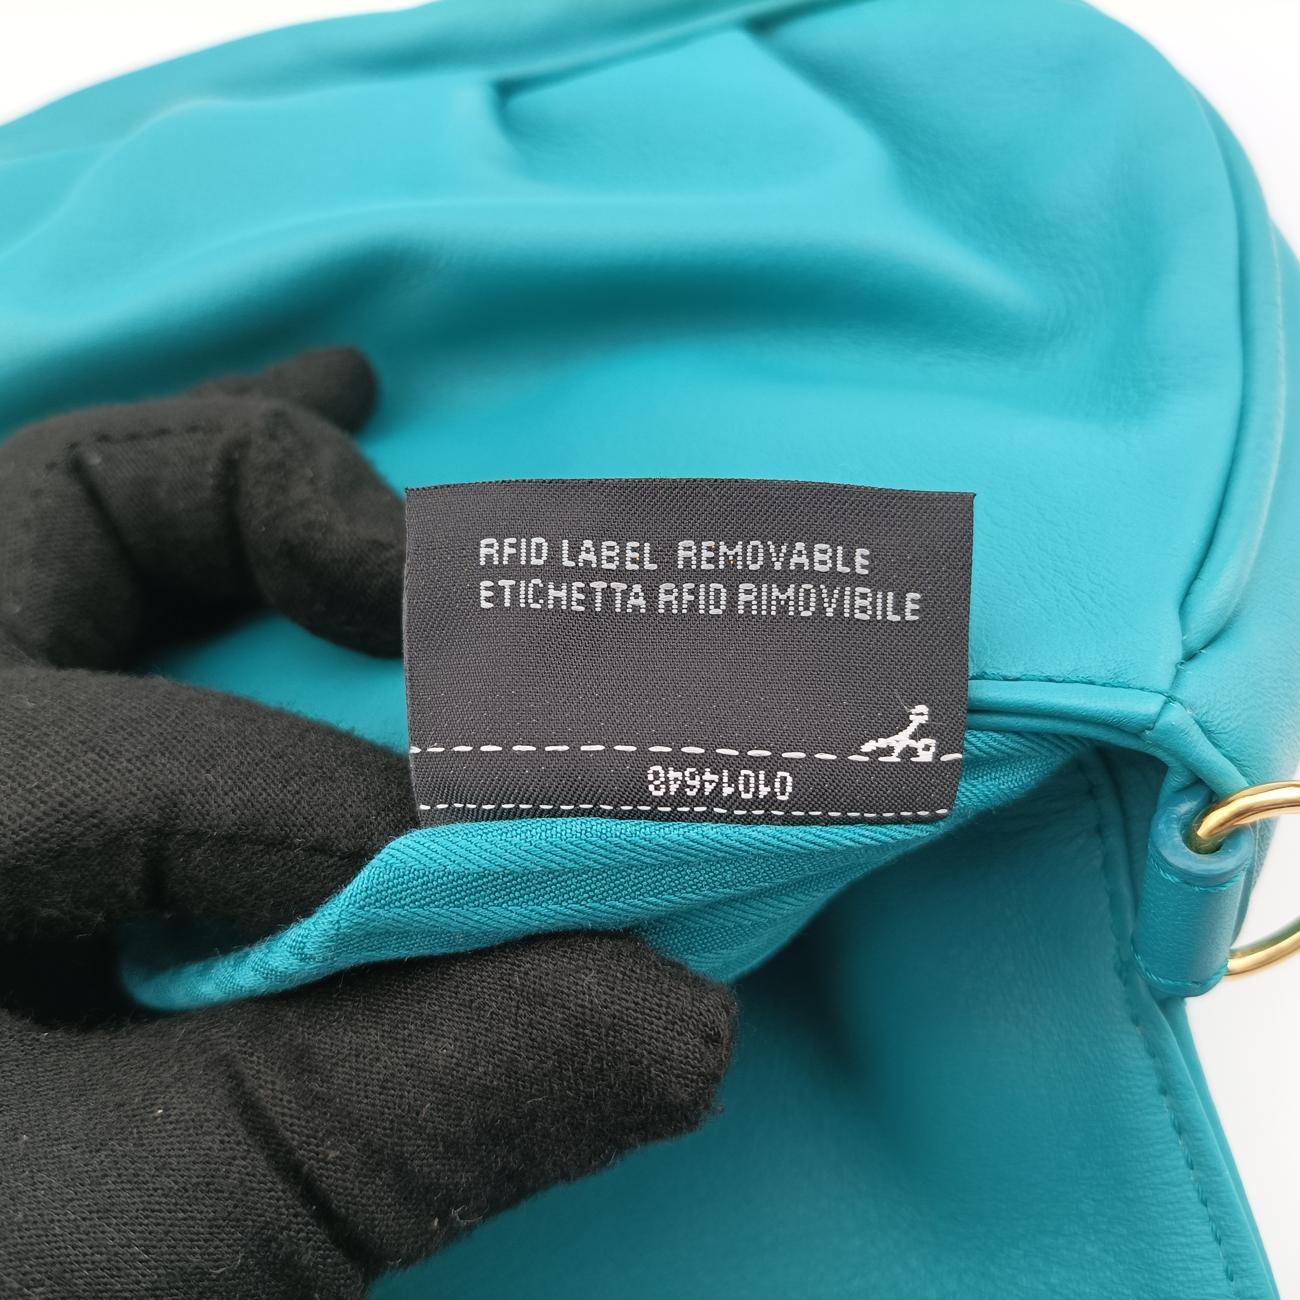 RFID LABEL REMOVABLE
ETICHETTA RFID RIMOVIBILE
01014648